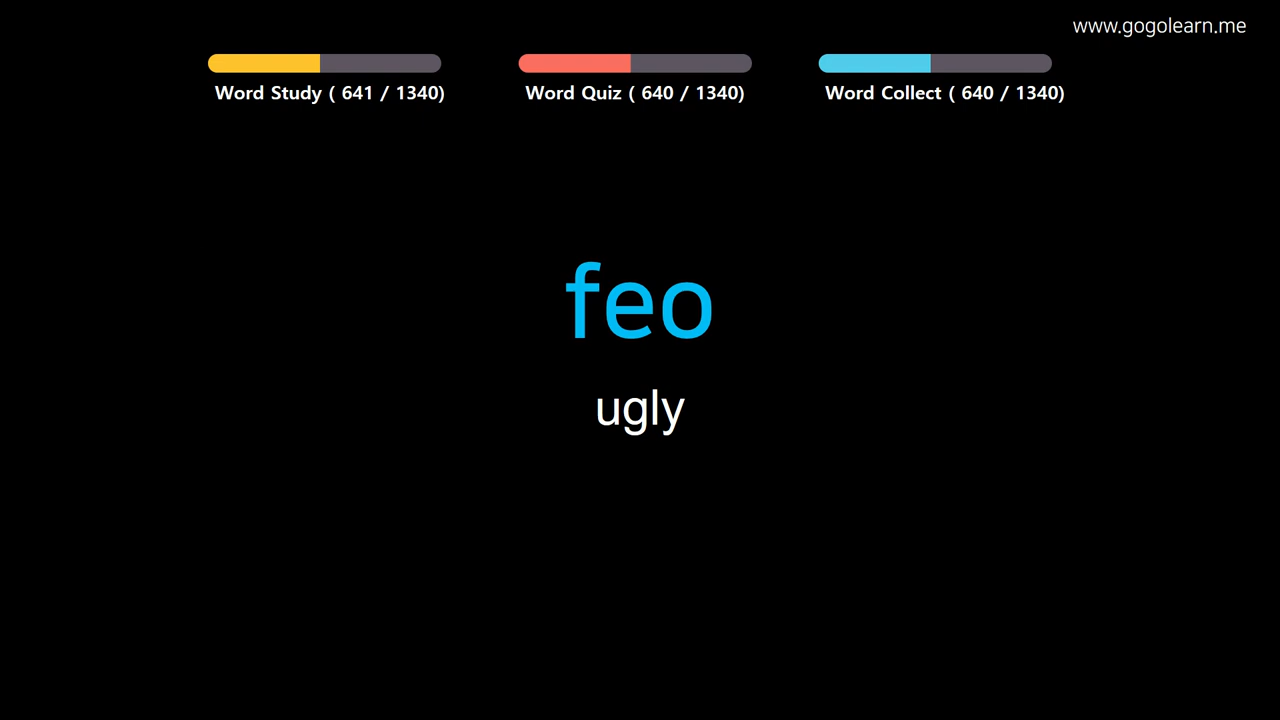 www.gogolearn.me
Word Study ( 641 / 1340)
Word Quiz ( 640 / 1340)
Word Collect ( 640 / 1340)
feo
ugly